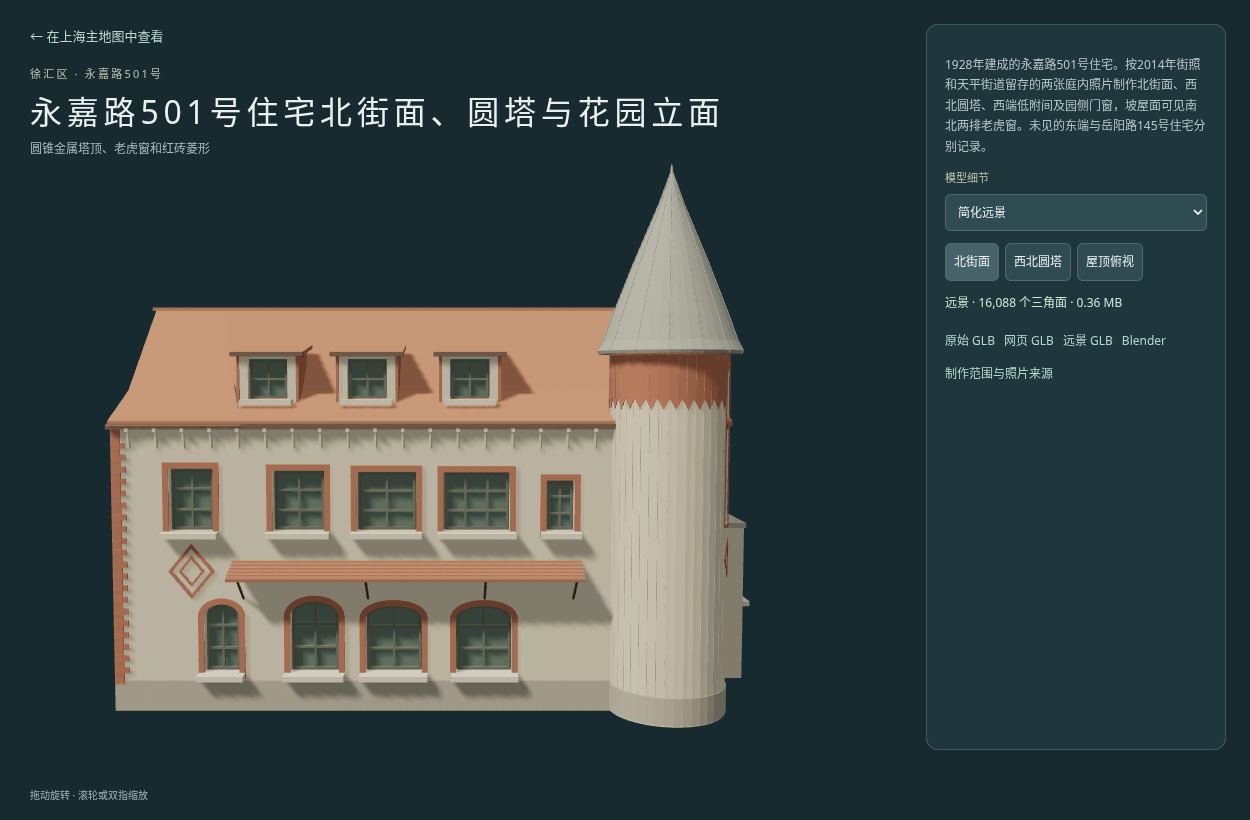 ← 在上海主地图中查看
徐汇区 · 永嘉路501号
永嘉路501号住宅北街面、圆塔与花园立面
圆锥金属塔顶、老虎窗和红砖菱形
1928年建成的永嘉路501号住宅。按2014年街照
和天平街道留存的两张庭内照片制作北街面、西
北圆塔、西端低附间及园侧门窗，坡屋面可见南
北两排老虎窗。未见的东端与岳阳路145号住宅分
别记录。
模型细节
简化远景
北街面 西北圆塔 屋顶俯视
远景 · 16,088 个三角面 · 0.36 MB
原始 GLB 网页 GLB 远景 GLB Blender
制作范围与照片来源
拖动旋转 · 滚轮或双指缩放